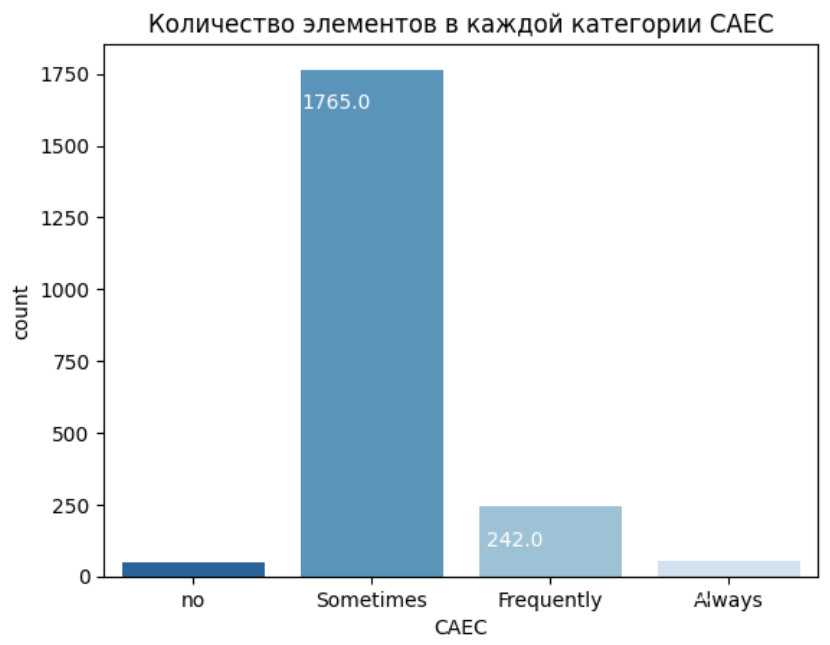 Количество элементов в каждой категории CAEC
1750
1500
1250
1000
750
500
250
0
count
1765.0
242.0
no
Sometimes
Frequently
Always
CAEC